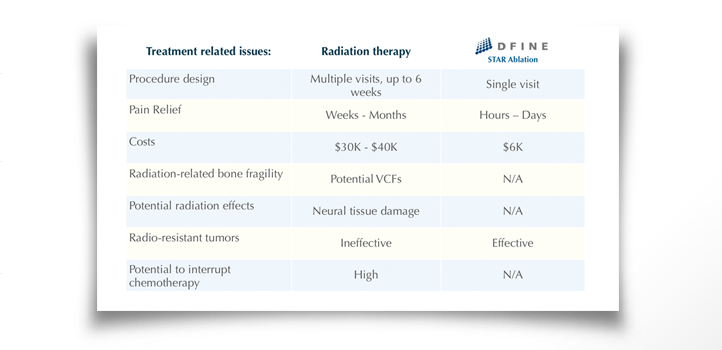 Treatment related issues: Radiation therapy DFINE
STAR Ablation
Procedure design Multiple visits, up to 6 weeks Single visit
Pain Relief Weeks - Months Hours – Days
Costs $30K - $40K $6K
Radiation-related bone fragility Potential VCFs N/A
Potential radiation effects Neural tissue damage N/A
Radio-resistant tumors Ineffective Effective
Potential to interrupt chemotherapy High N/A